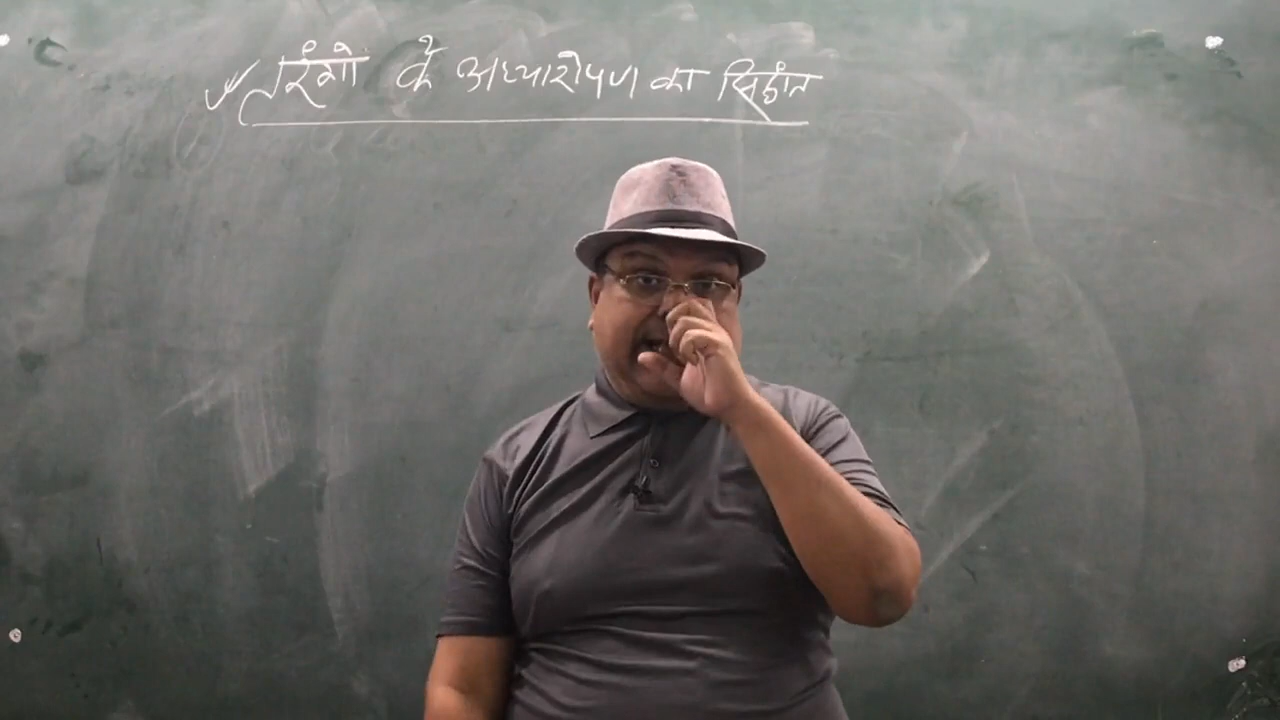 तरंगो के अध्यारोपण का सिद्धांत